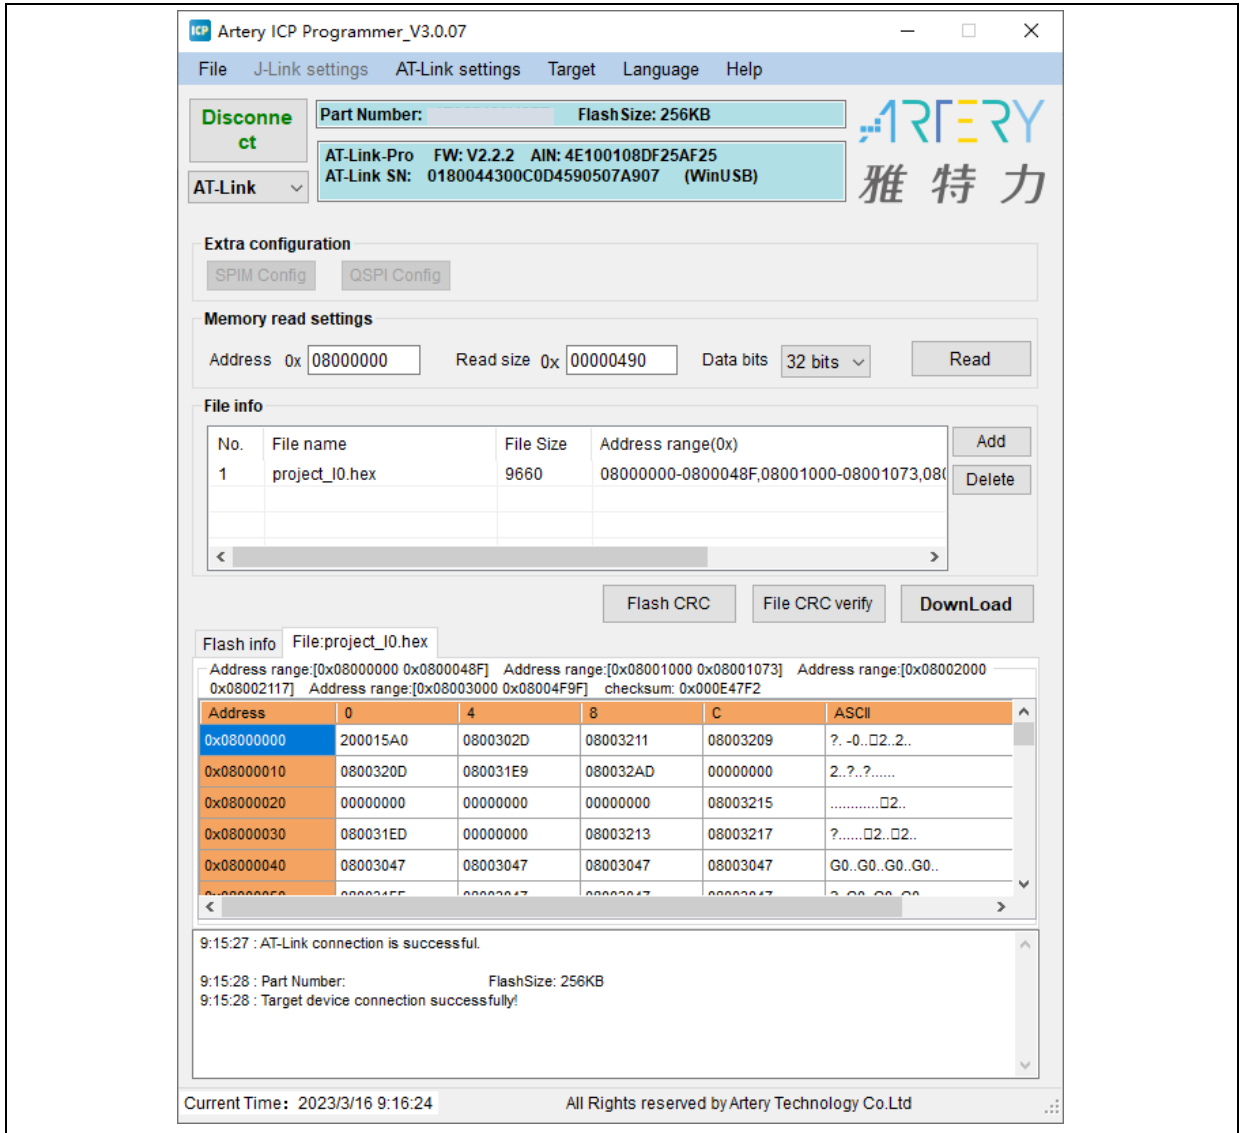 Artery ICP Programmer_V3.0.07
File J-Link settings AT-Link settings Target Language Help
Disconne
ct
Part Number: FlashSize: 256KB
AT-Link-Pro FW: V2.2.2 AIN: 4E100108DF25AF25
AT-Link SN: 0180044300C0D4590507A907 (WinUSB)
AT-Link
ARTERY
雅特力
Extra configuration
SPIM Config QSPI Config
Memory read settings
Address 0x 08000000 Read size 0x 00000490 Data bits 32 bits Read
File info
No. File name File Size Address range(0x)
1 project_l0.hex 9660 08000000-0800048F,08001000-08001073,080
Add
Delete
Flash CRC File CRC verify DownLoad
Flash info File:project_l0.hex
Address range:[0x08000000 0x0800048F] Address range:[0x08001000 0x08001073] Address range:[0x08002000
0x08002117] Address range:[0x08003000 0x08004F9F] checksum: 0x000E47F2
Address 0 4 8 C ASCII
0x08000000 200015A0 0800302D 08003211 08003209 ?. -0..□2..2..
0x08000010 0800320D 080031E9 080032AD 00000000 2..?..?......
0x08000020 00000000 00000000 00000000 08003215 ............□2..
0x08000030 080031ED 00000000 08003213 08003217 ?......□2..□2..
0x08000040 08003047 08003047 08003047 08003047 G0..G0..G0..G0..
9:15:27 : AT-Link connection is successful.
9:15:28 : Part Number: FlashSize: 256KB
9:15:28 : Target device connection successfully!
Current Time：2023/3/16 9:16:24 All Rights reserved by Artery Technology Co.Ltd